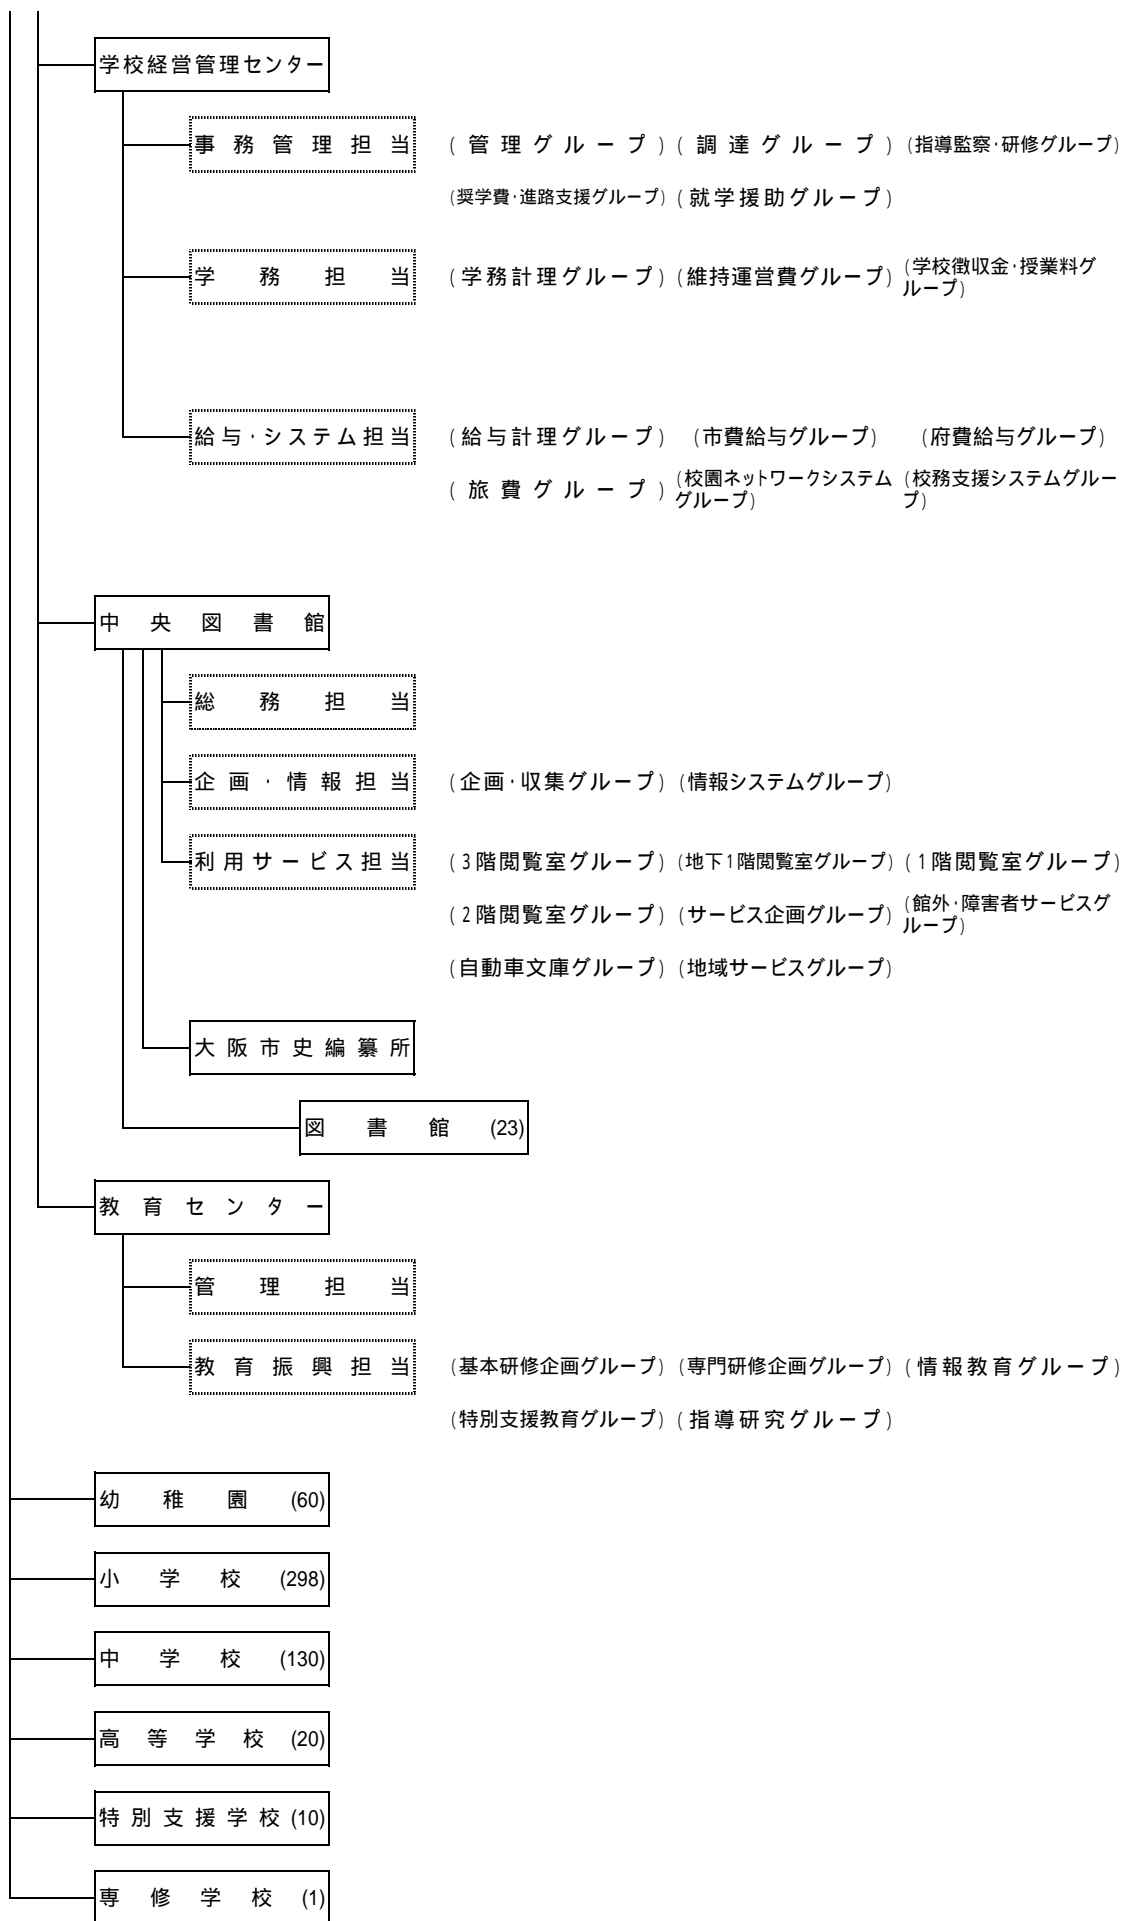 学校経営管理センター
事務管理担当 (管理グループ) (調達グループ) (指導監察・研修グループ)
(奨学費・進路支援グループ) (就学援助グループ)
学務担当 (学務計理グループ) (維持運営費グループ) (学校徴収金・授業料グ
ループ)
給与・システム担当 (給与計理グループ) (市費給与グループ) (府費給与グループ)
(旅費グループ) (校園ネットワークシステム
グループ) (校務支援システムグルー
プ)
中央図書館
総務担当
企画・情報担当 (企画・収集グループ) (情報システムグループ)
利用サービス担当 (3階閲覧室グループ) (地下1階閲覧室グループ) (1階閲覧室グループ)
(2階閲覧室グループ) (サービス企画グループ) (館外・障害者サービスグ
ループ)
(自動車文庫グループ) (地域サービスグループ)
大阪市史編纂所
図書館 (23)
教育センター
管理担当
教育振興担当 (基本研修企画グループ) (専門研修企画グループ) (情報教育グループ)
(特別支援教育グループ) (指導研究グループ)
幼稚園 (60)
小学校 (298)
中学校 (130)
高等学校 (20)
特別支援学校 (10)
専修学校 (1)